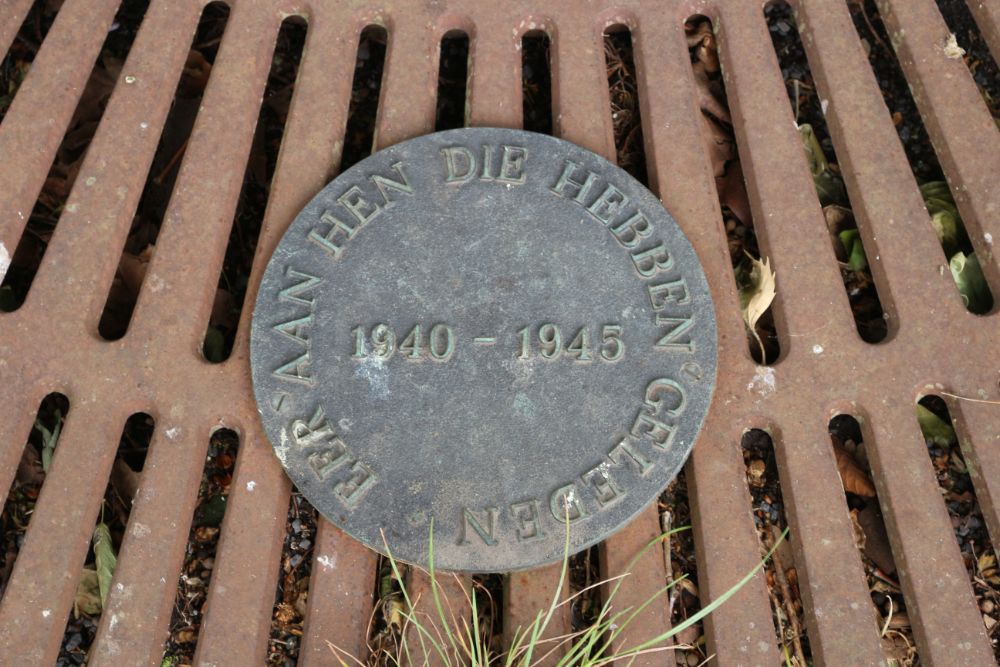 EER AAN HEN DIE HEBBEN GELEDEN
1940 - 1945